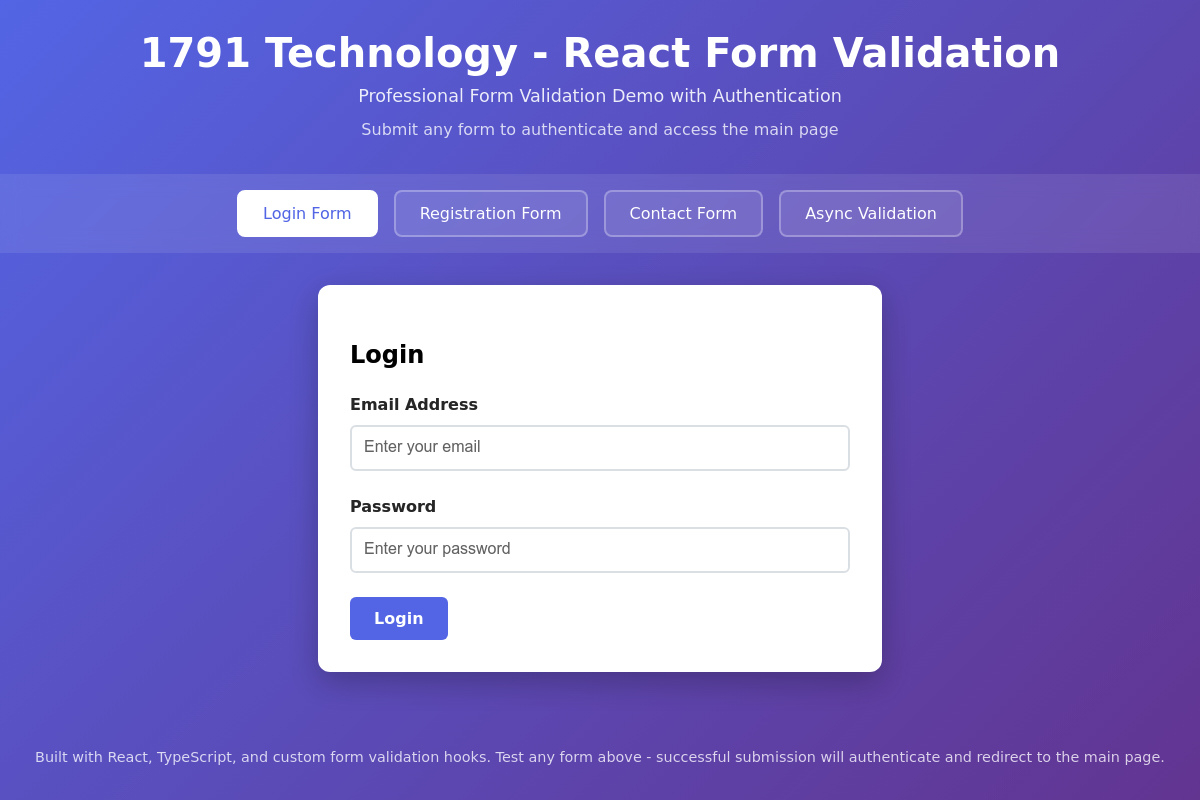 1791 Technology - React Form Validation
Professional Form Validation Demo with Authentication
Submit any form to authenticate and access the main page
Login Form
Registration Form
Contact Form
Async Validation
Login
Email Address
Enter your email
Password
Enter your password
Login
Built with React, TypeScript, and custom form validation hooks. Test any form above - successful submission will authenticate and redirect to the main page.